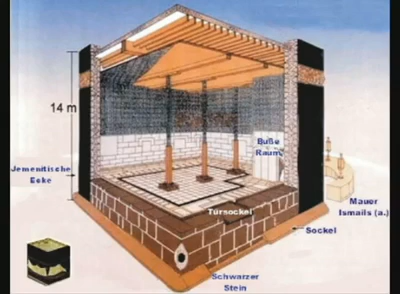 14 m
Buße
Raum
Jemenitische
Ecke
Mauer
Ismails (a.)
Türsockel
Sockel
Schwarzer
Stein